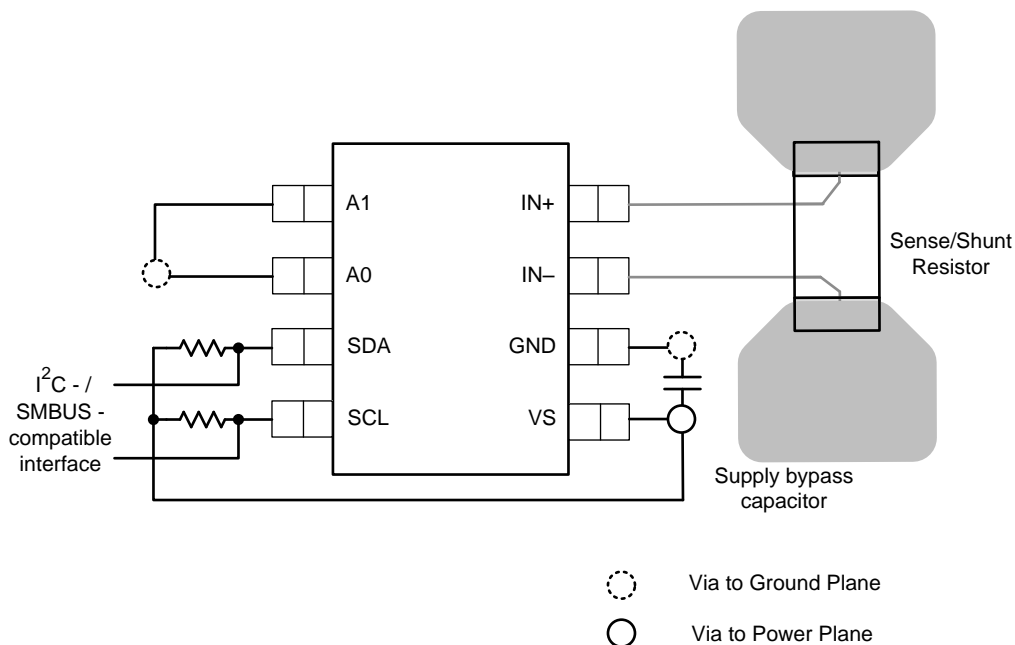 A1
A0
SDA
SCL
IN+
IN–
GND
VS
I²C - /
SMBUS -
compatible
interface
Sense/Shunt
Resistor
Supply bypass
capacitor
Via to Ground Plane
Via to Power Plane